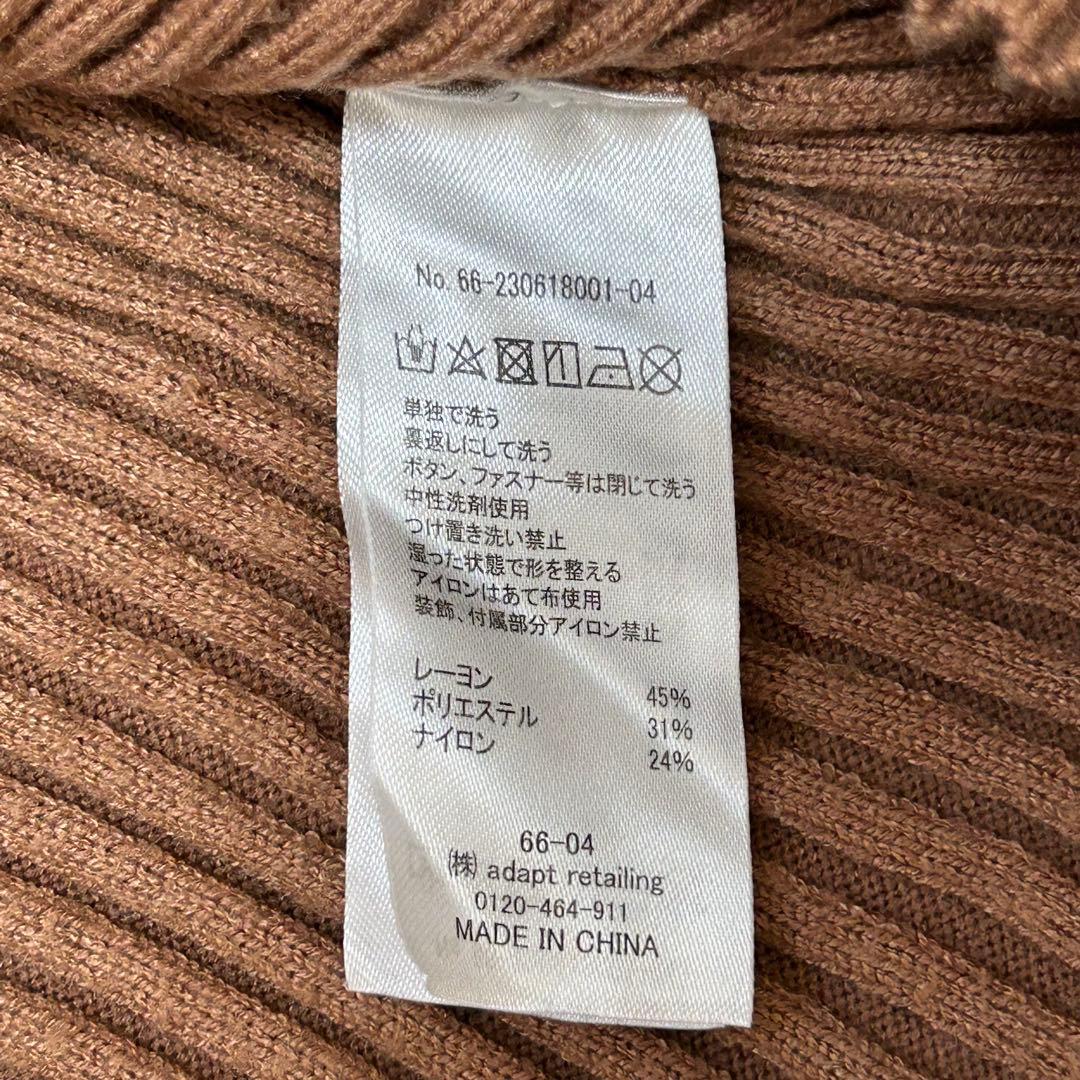 No. 66-230618001-04
単独で洗う
裏返しにして洗う
ボタン、ファスナー等は閉じて洗う
中性洗剤使用
つけ置き洗い禁止
湿った状態で形を整える
アイロンはあて布使用
装飾、付属部分アイロン禁止
レーヨン 45%
ポリエステル 31%
ナイロン 24%
66-04
(株) adapt retailing
0120-464-911
MADE IN CHINA